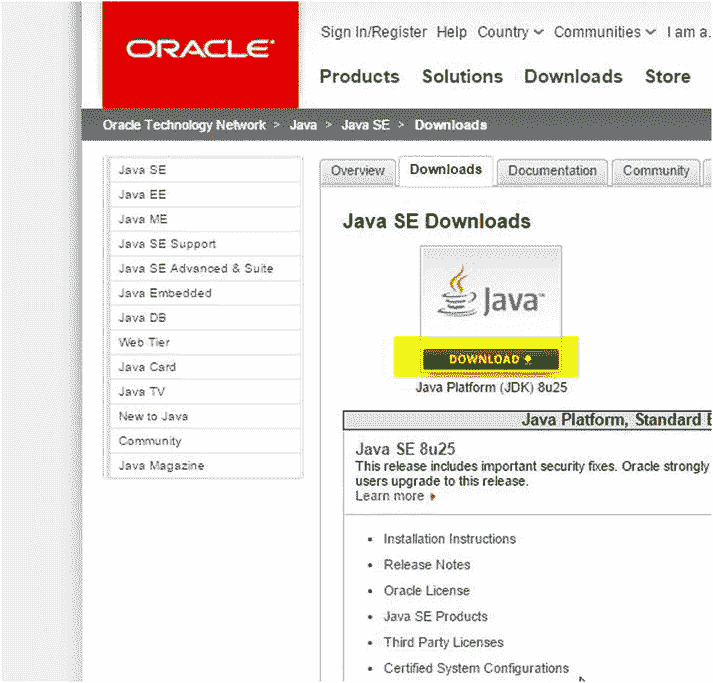 ORACLE
Sign In/Register Help Country Communities I am a.
Products Solutions Downloads Store
Oracle Technology Network > Java > Java SE > Downloads
Java SE
Java EE
Java ME
Java SE Support
Java SE Advanced & Suite
Java Embedded
Java DB
Web Tier
Java Card
Java TV
New to Java
Community
Java Magazine
Overview Downloads Documentation Community
Java SE Downloads
Java™
DOWNLOAD
Java Platform (JDK) 8u25
Java Platform, Standard E
Java SE 8u25
This release includes important security fixes. Oracle strongly
users upgrade to this release.
Learn more
• Installation Instructions
• Release Notes
• Oracle License
• Java SE Products
• Third Party Licenses
• Certified System Configurations